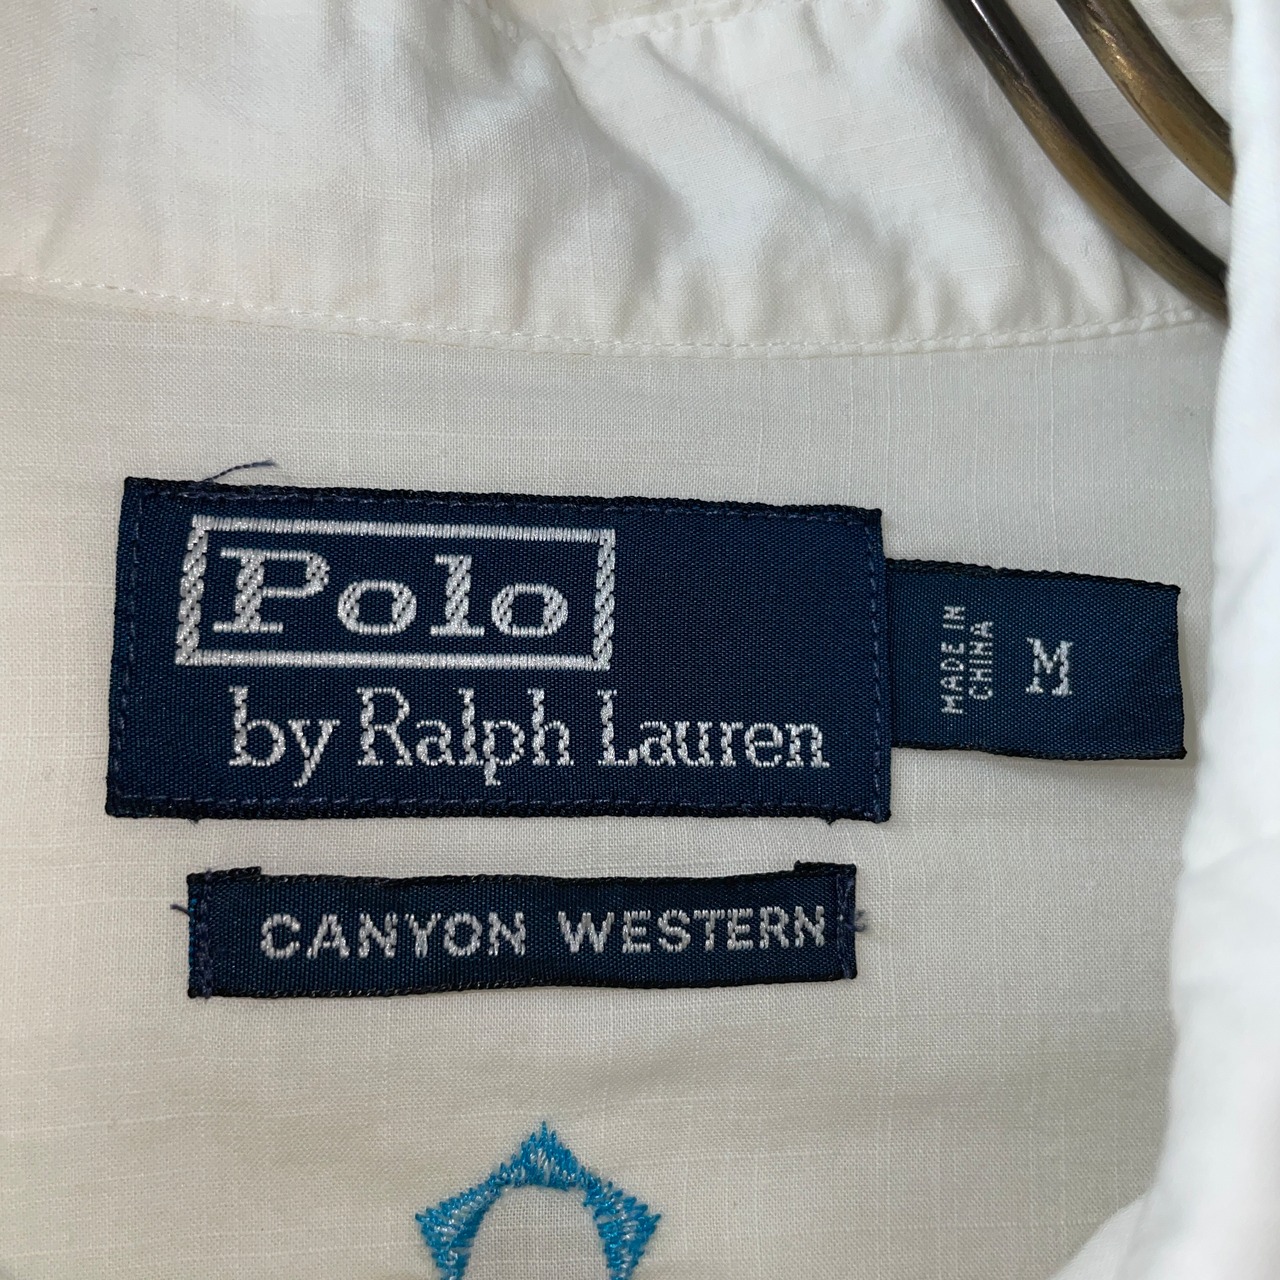 Polo
by Ralph Lauren
MADE IN
CHINA
M
CANYON WESTERN